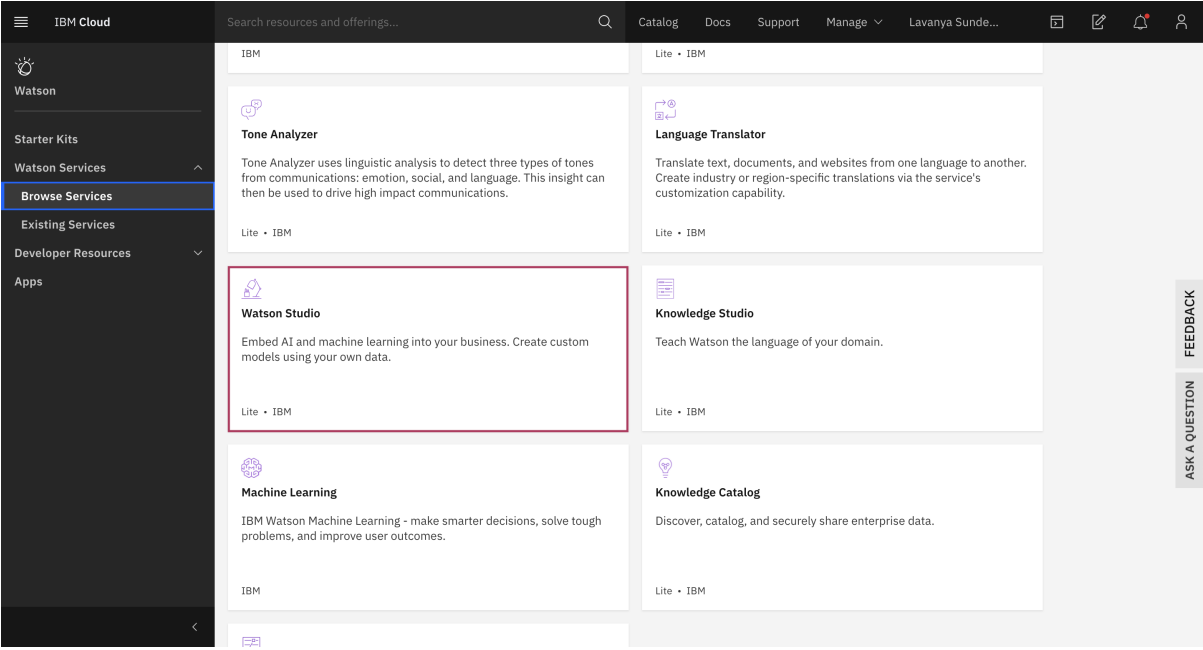 IBM Cloud
Search resources and offerings...
Catalog
Docs
Support
Manage
Lavanya Sunde...
Watson
Starter Kits
Watson Services
Browse Services
Existing Services
Developer Resources
Apps
IBM
Lite • IBM
Tone Analyzer
Tone Analyzer uses linguistic analysis to detect three types of tones
from communications: emotion, social, and language. This insight can
then be used to drive high impact communications.
Lite • IBM
Language Translator
Translate text, documents, and websites from one language to another.
Create industry or region-specific translations via the service's
customization capability.
Lite • IBM
Watson Studio
Embed AI and machine learning into your business. Create custom
models using your own data.
Lite • IBM
Knowledge Studio
Teach Watson the language of your domain.
Lite • IBM
Machine Learning
IBM Watson Machine Learning - make smarter decisions, solve tough
problems, and improve user outcomes.
IBM
Knowledge Catalog
Discover, catalog, and securely share enterprise data.
Lite • IBM
FEEDBACK
ASK A QUESTION